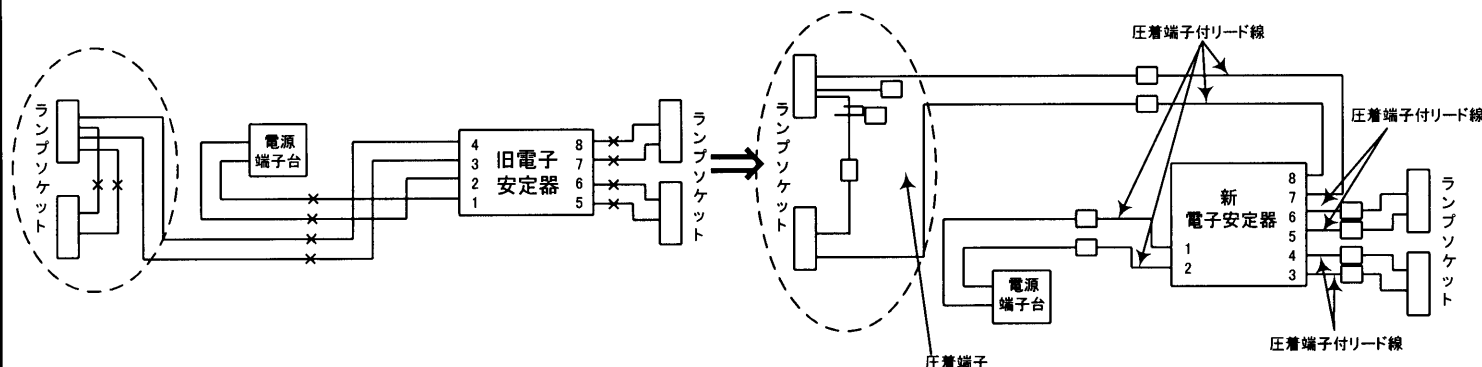 ランプソケット
電源
端子台
4
3
2
1
旧電子
安定器
8
7
6
5
ランプソケット
ランプソケット
圧着端子付リード線
圧着端子付リード線
電源
端子台
1
2
新
電子安定器
8
7
6
5
4
3
ランプソケット
圧着端子付リード線
圧着端子